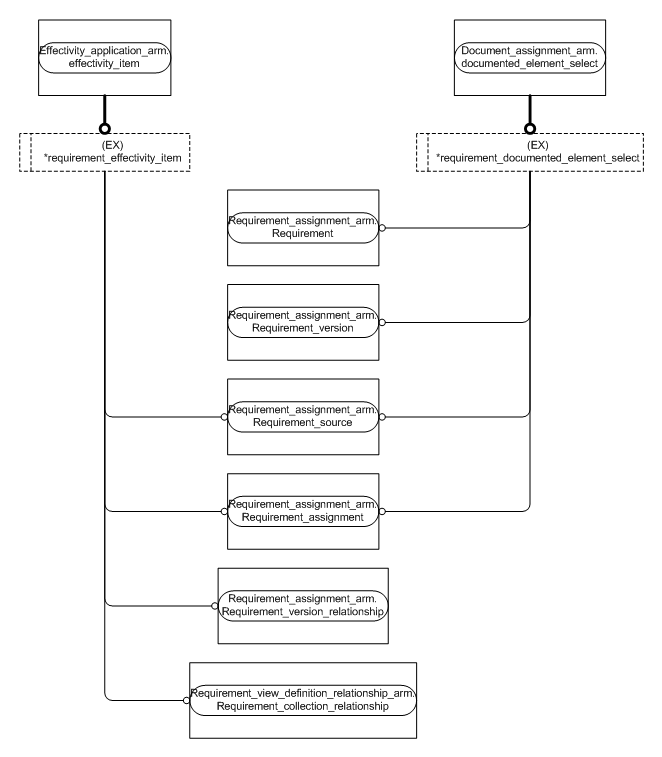 Effectivity_application_arm.
effectivity_item
Document_assignment_arm.
documented_element_select
(EX)
*requirement_effectivity_item
(EX)
*requirement_documented_element_select
Requirement_assignment_arm.
Requirement
Requirement_assignment_arm.
Requirement_version
Requirement_assignment_arm.
Requirement_source
Requirement_assignment_arm.
Requirement_assignment
Requirement_assignment_arm.
Requirement_version_relationship
Requirement_view_definition_relationship_arm.
Requirement_collection_relationship